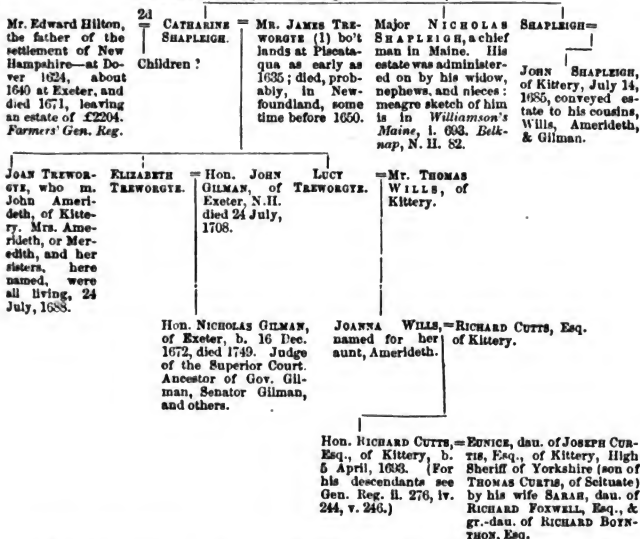 Mr. Edward Hilton,
the father of the
settlement of New
Hampshire—at Do-
ver 1624, about
1640 at Exeter, and
died 1671, leaving
an estate of £2204.
Farmers' Gen. Reg.
2d
=
Children ?
CATHARINE
SHAPLEIGH.
= MR. JAMES TRE-
WORGYE (1) bo't
lands at Piscata-
qua as early as
1635; died, prob-
ably, in New-
foundland, some
time before 1650.
Major NICHOLAS
SHAPLEIGH, a chief
man in Maine. His
estate was administer-
ed on by his widow,
nephews, and nieces :
meagre sketch of him
is in Williamson's
Maine, i. 693. Belk-
nap, N. H. 82.
SHAPLEIGH=
JOHN SHAPLEIGH,
of Kittery, July 14,
1685, conveyed es-
tate to his cousins,
Wills, Amerideth,
& Gilman.
JOAN TREWOR-
GYE, who m.
John Ameri-
deth, of Kitte-
ry. Mrs. Ame-
rideth, or Mer-
edith, and her
sisters, here
named, were
all living, 24
July, 1688.
ELIZABETH
TREWORGYE.
= Hon. JOHN
GILMAN, of
Exeter, N.H.
died 24 July,
1708.
LUCY
TREWORGYE.
=Mr. THOMAS
WILLS, of
Kittery.
Hon. NICHOLAS GILMAN,
of Exeter, b. 16 Dec.
1672, died 1749. Judge
of the Superior Court.
Ancestor of Gov. Gil-
man, Senator Gilman,
and others.
JOANNA WILLS,
named for her
aunt, Amerideth.
=RICHARD CUTTS, Esq.
of Kittery.
Hon. RICHARD CUTTS,
Esq., of Kittery, b.
5 April, 1693. (For
his descendants see
Gen. Reg. ii. 276, iv.
244, v. 246.)
=EUNICE, dau. of JOSEPH CUR-
TIS, Esq., of Kittery, High
Sheriff of Yorkshire (son of
THOMAS CURTIS, of Scituate)
by his wife SARAH, dau. of
RICHARD FOXWELL, Esq., &
gr.-dau. of RICHARD BOYN-
THON, Esq.